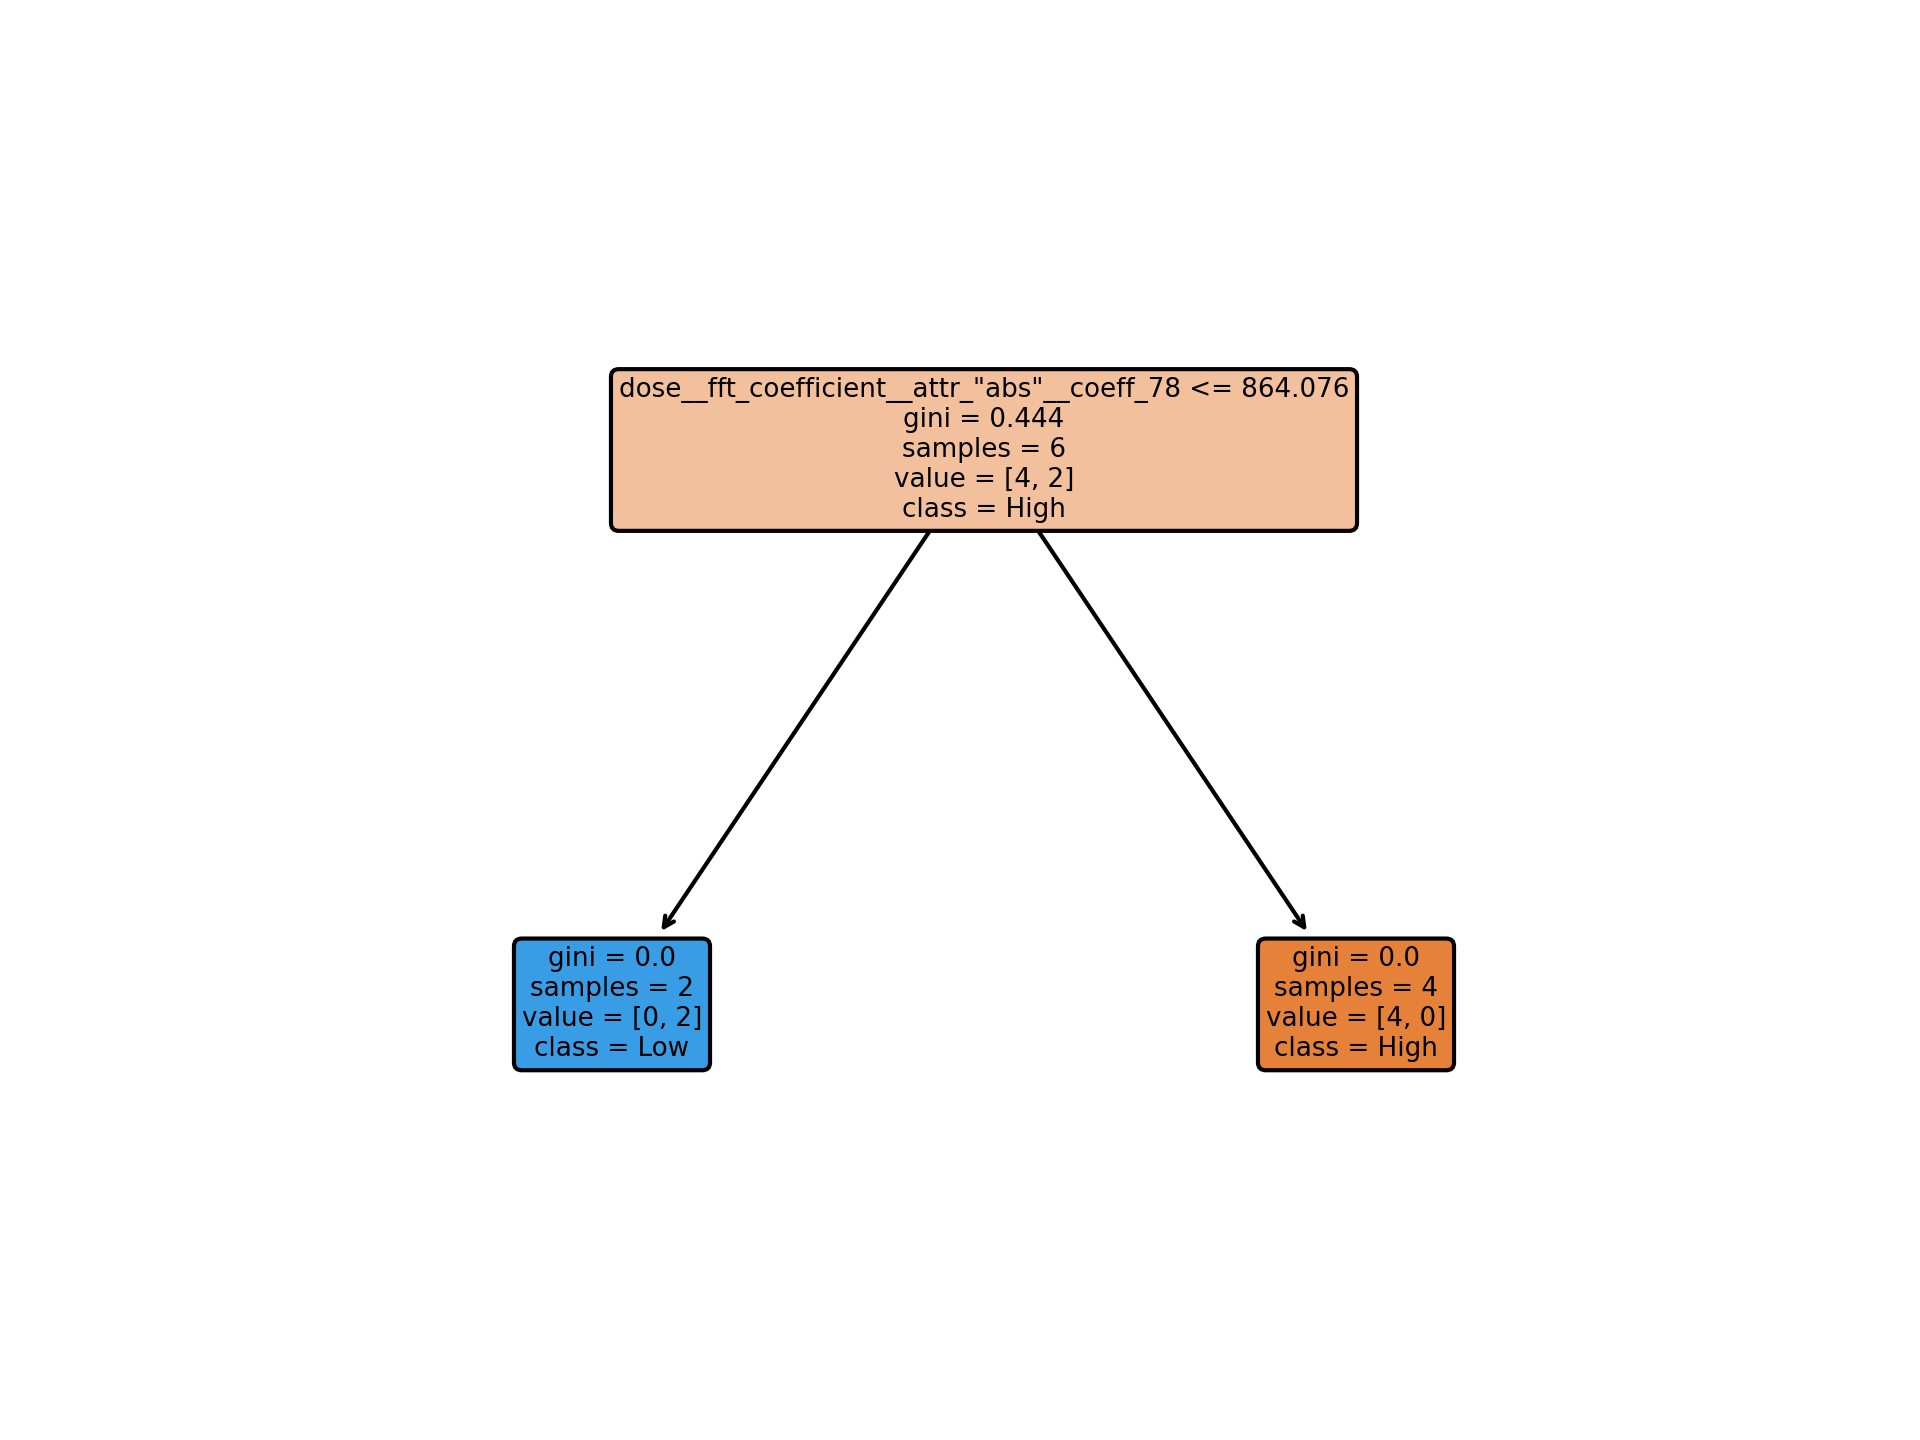 dose__fft_coefficient__attr_"abs"__coeff_78 <= 864.076
gini = 0.444
samples = 6
value = [4, 2]
class = High
gini = 0.0
samples = 2
value = [0, 2]
class = Low
gini = 0.0
samples = 4
value = [4, 0]
class = High